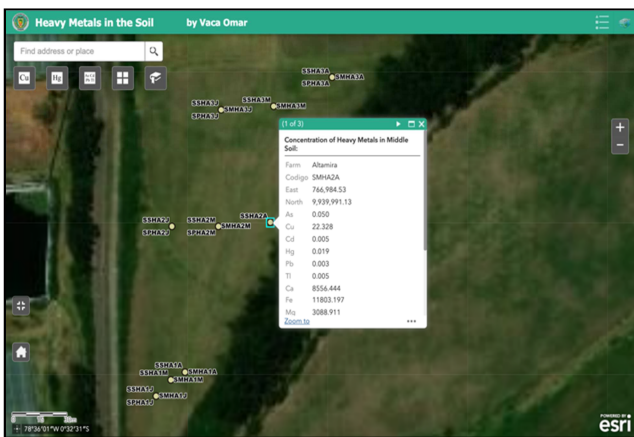 Heavy Metals in the Soil by Vaca Omar
Find address or place
Cu Hg
SSHA3A
SMHA3A
SPHA3A
SSHA3J SSHA3M
SMHA3J SMHA3M
SPHA3J
(1 of 3)
Concentration of Heavy Metals in Middle
Soil:
Farm Altamira
Codigo SMHA2A
East 766,984.53
North 9,939,991.13
As 0.050
Cu 22.328
Cd 0.005
Hg 0.019
Pb 0.003
Tl 0.005
Ca 8556.444
Fe 11803.197
Mg 3088.911
Zoom to
SSHA2J SSHA2M SSHA2A
SMHA2M
SPHA2J SPHA2M
SSHA1A
SSHA1M SMHA1A
SMHA1M
SSHA1J
SMHA1J
SPHA1J
78°36'01"W 0°32'31"S
POWERED BY
esri